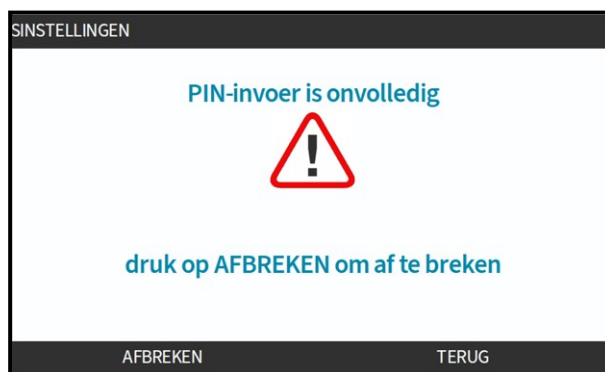 SINSTELLINGEN
PIN-invoer is onvolledig
!
druk op AFBREKEN om af te breken
AFBREKEN TERUG